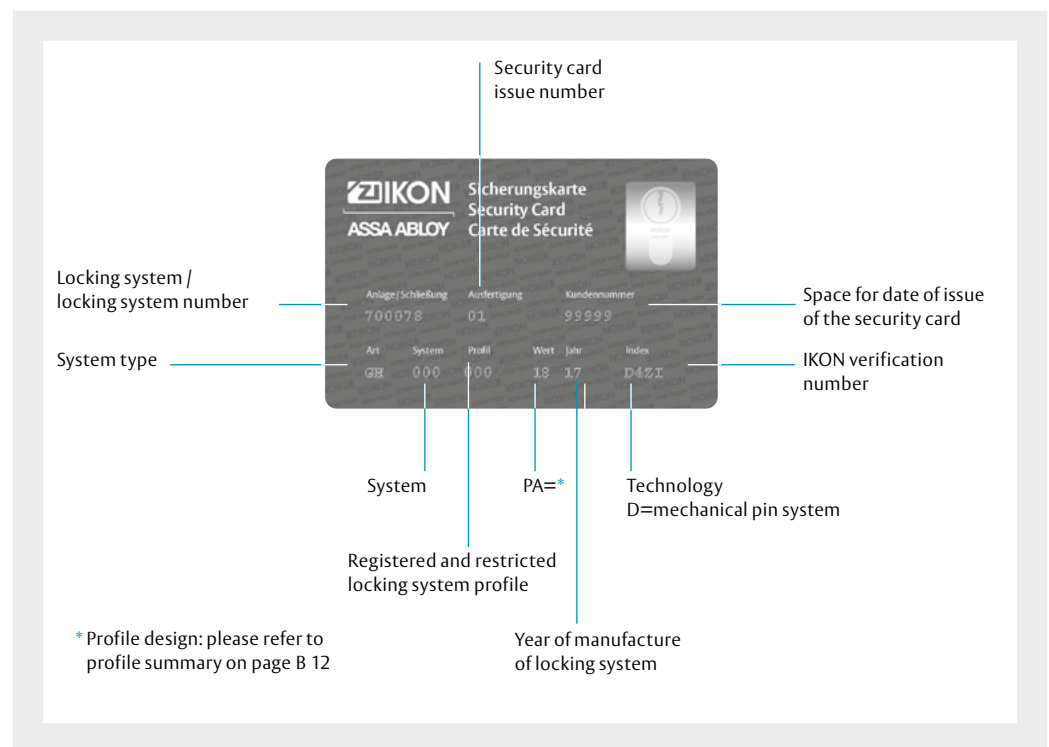 Security card
issue number
IKON
ASSA ABLOY
Sicherungskarte
Security Card
Carte de Sécurité
Locking system /
locking system number
Anlage/Schließung Ausfertigung Kundennummer
700078 01 99999
Space for date of issue
of the security card
System type
Art System Profil Wert Jahr Index
GH 000 000 18 17 D4ZI
IKON verification
number
System
PA=*
Technology
D=mechanical pin system
Registered and restricted
locking system profile
* Profile design: please refer to
profile summary on page B 12
Year of manufacture
of locking system